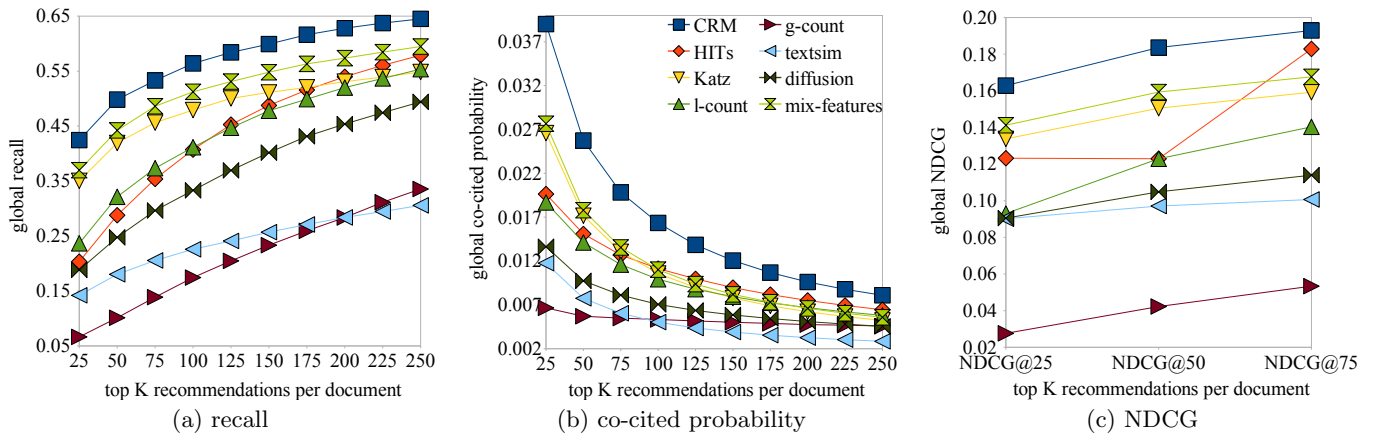 0.65
0.55
0.45
0.35
0.25
0.15
0.05
global recall
25 50 75 100 125 150 175 200 225 250
top K recommendations per document
(a) recall
0.037
0.032
0.027
0.022
0.017
0.012
0.007
0.002
global co-cited probability
CRM g-count
HITs textsim
Katz diffusion
l-count mix-features
25 50 75 100 125 150 175 200 225 250
top K recommendations per document
(b) co-cited probability
0.20
0.18
0.16
0.14
0.12
0.10
0.08
0.06
0.04
0.02
global NDCG
NDCG@25 NDCG@50 NDCG@75
top K recommendations per document
(c) NDCG